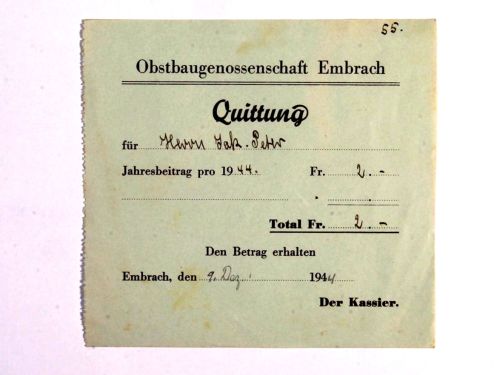 55.
Obstbaugenossenschaft Embrach
Quittung
für Herrn Jak. Peter
Jahresbeitrag pro 1944. Fr. 2.-
Total Fr. 2.-
Den Betrag erhalten
Embrach, den 9. Dez. 1944
Der Kassier.